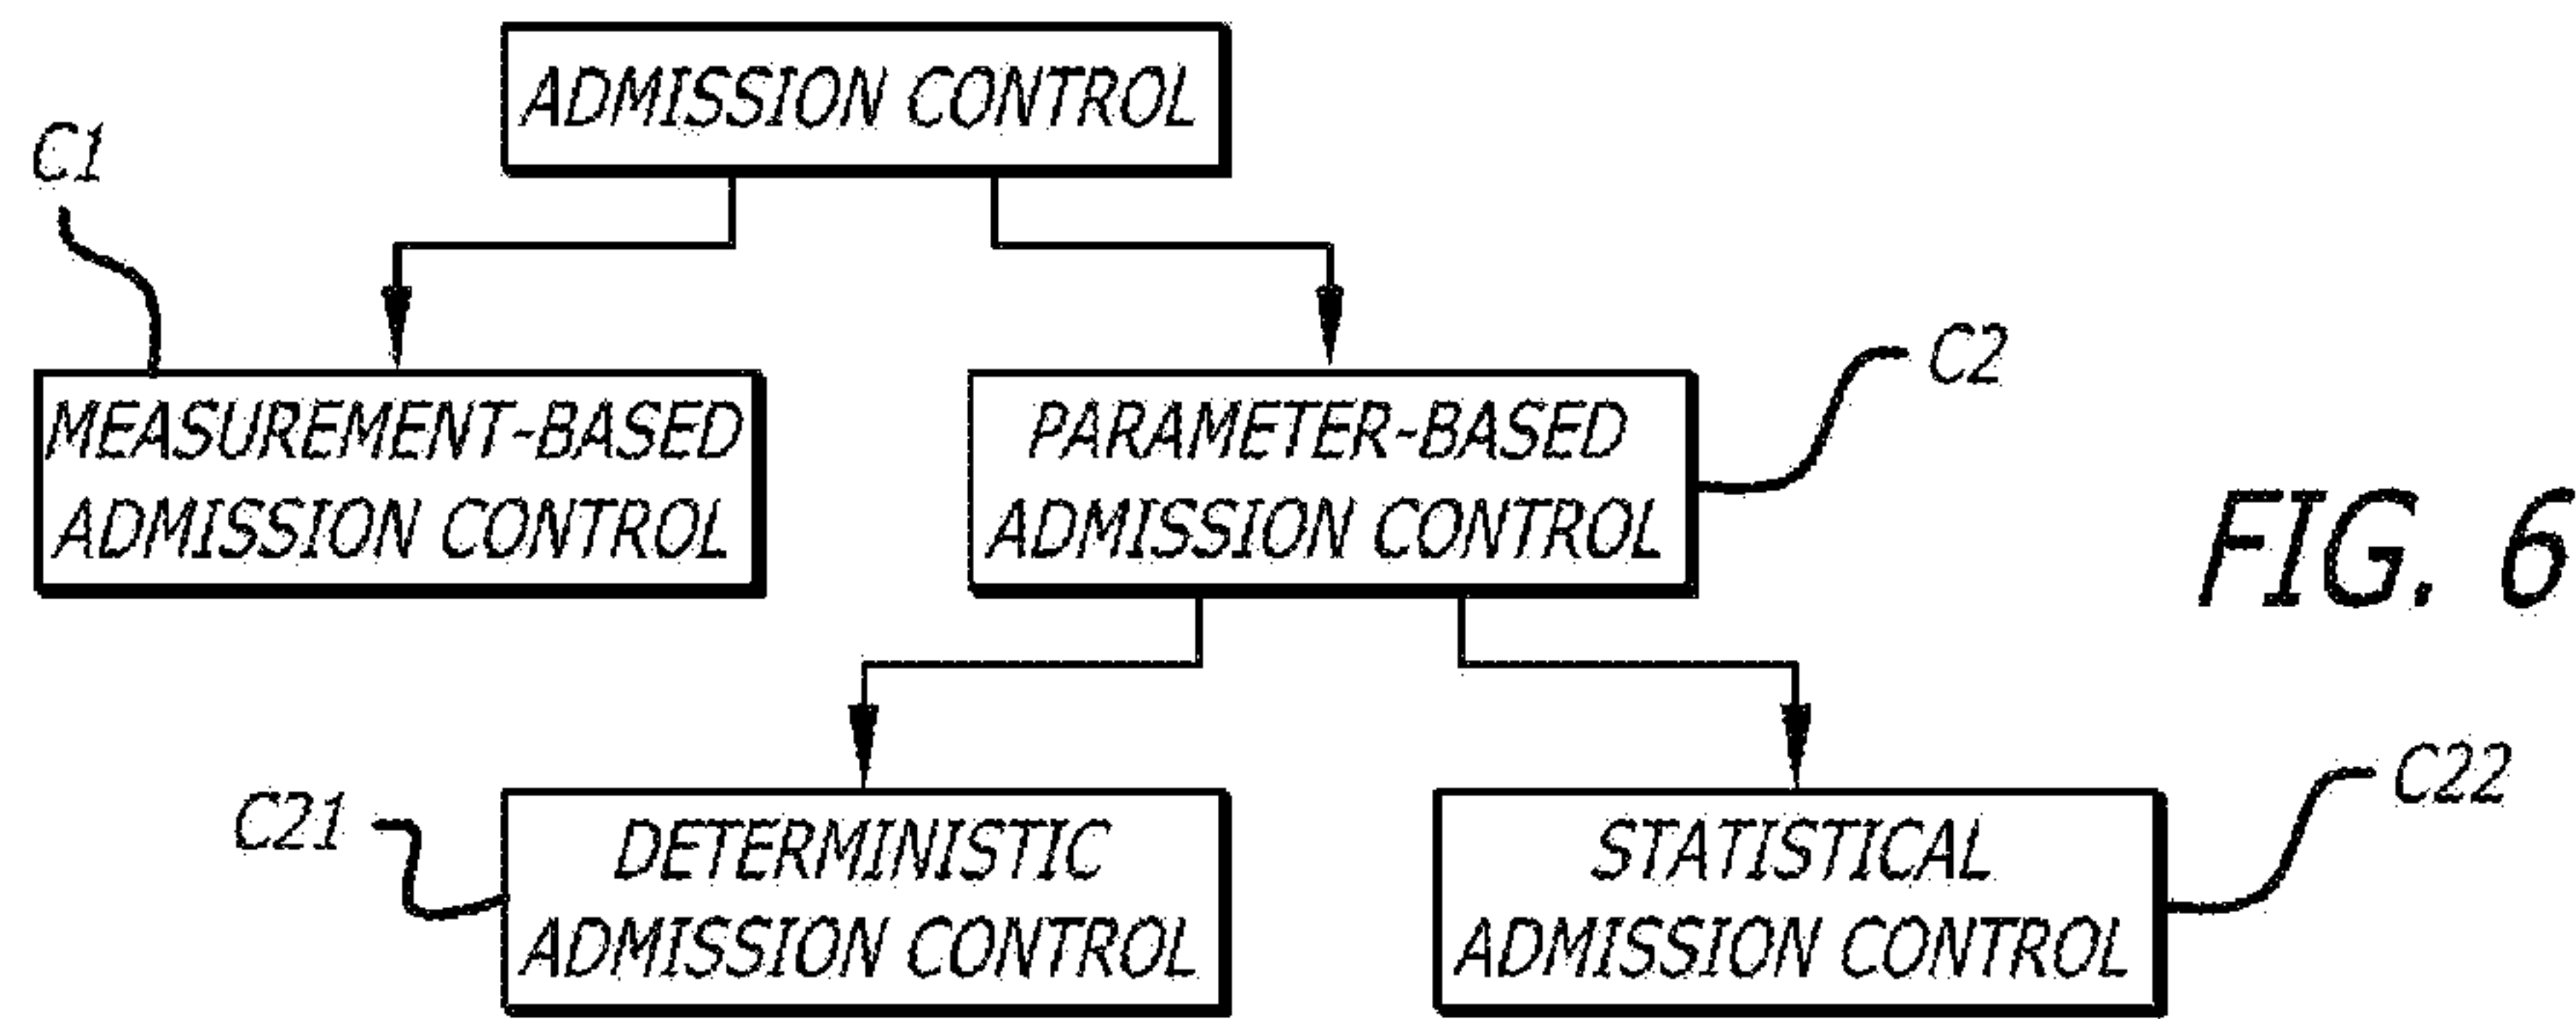 ADMISSION CONTROL
C1
MEASUREMENT-BASED
ADMISSION CONTROL
PARAMETER-BASED
ADMISSION CONTROL
C2
FIG. 6
C21
DETERMINISTIC
ADMISSION CONTROL
STATISTICAL
ADMISSION CONTROL
C22